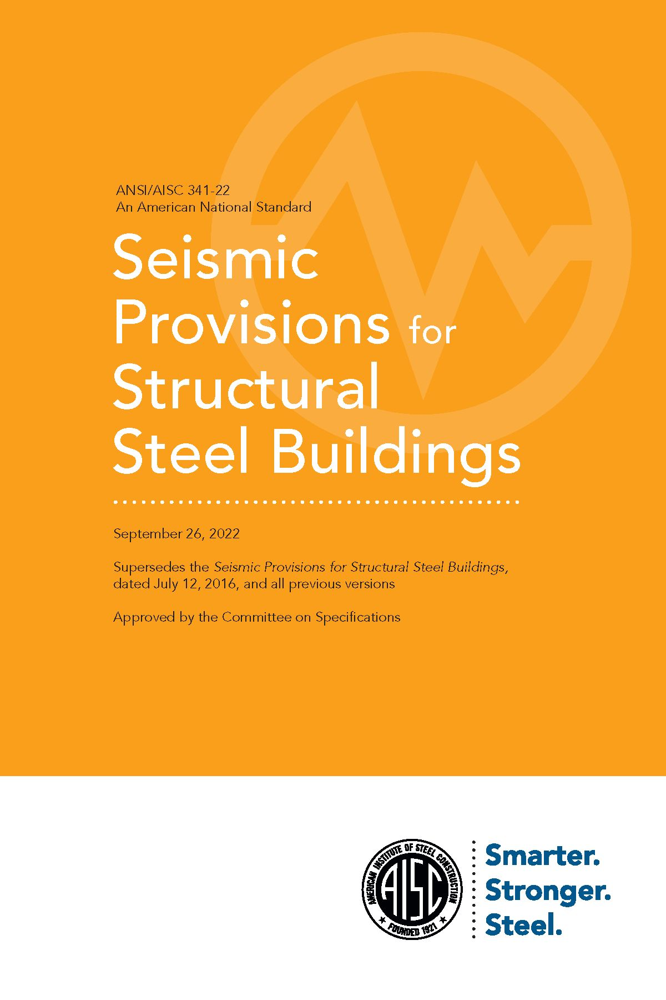 ANSI/AISC 341-22
An American National Standard
Seismic
Provisions for
Structural
Steel Buildings
September 26, 2022
Supersedes the Seismic Provisions for Structural Steel Buildings,
dated July 12, 2016, and all previous versions
Approved by the Committee on Specifications
AMERICAN INSTITUTE OF STEEL CONSTRUCTION
AISC
FOUNDED 1921
Smarter.
Stronger.
Steel.